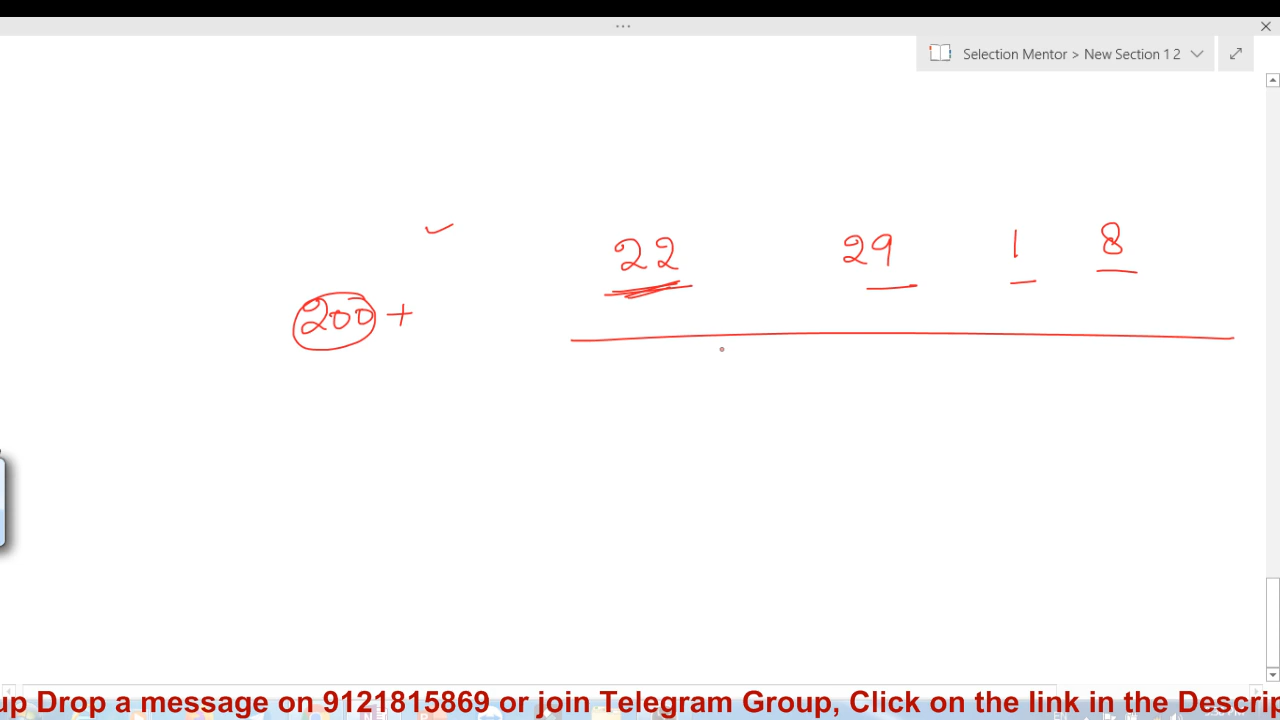 Selection Mentor > New Section 1 2
22 29 1 8
200 +
up Drop a message on 9121815869 or join Telegram Group, Click on the link in the Descrip